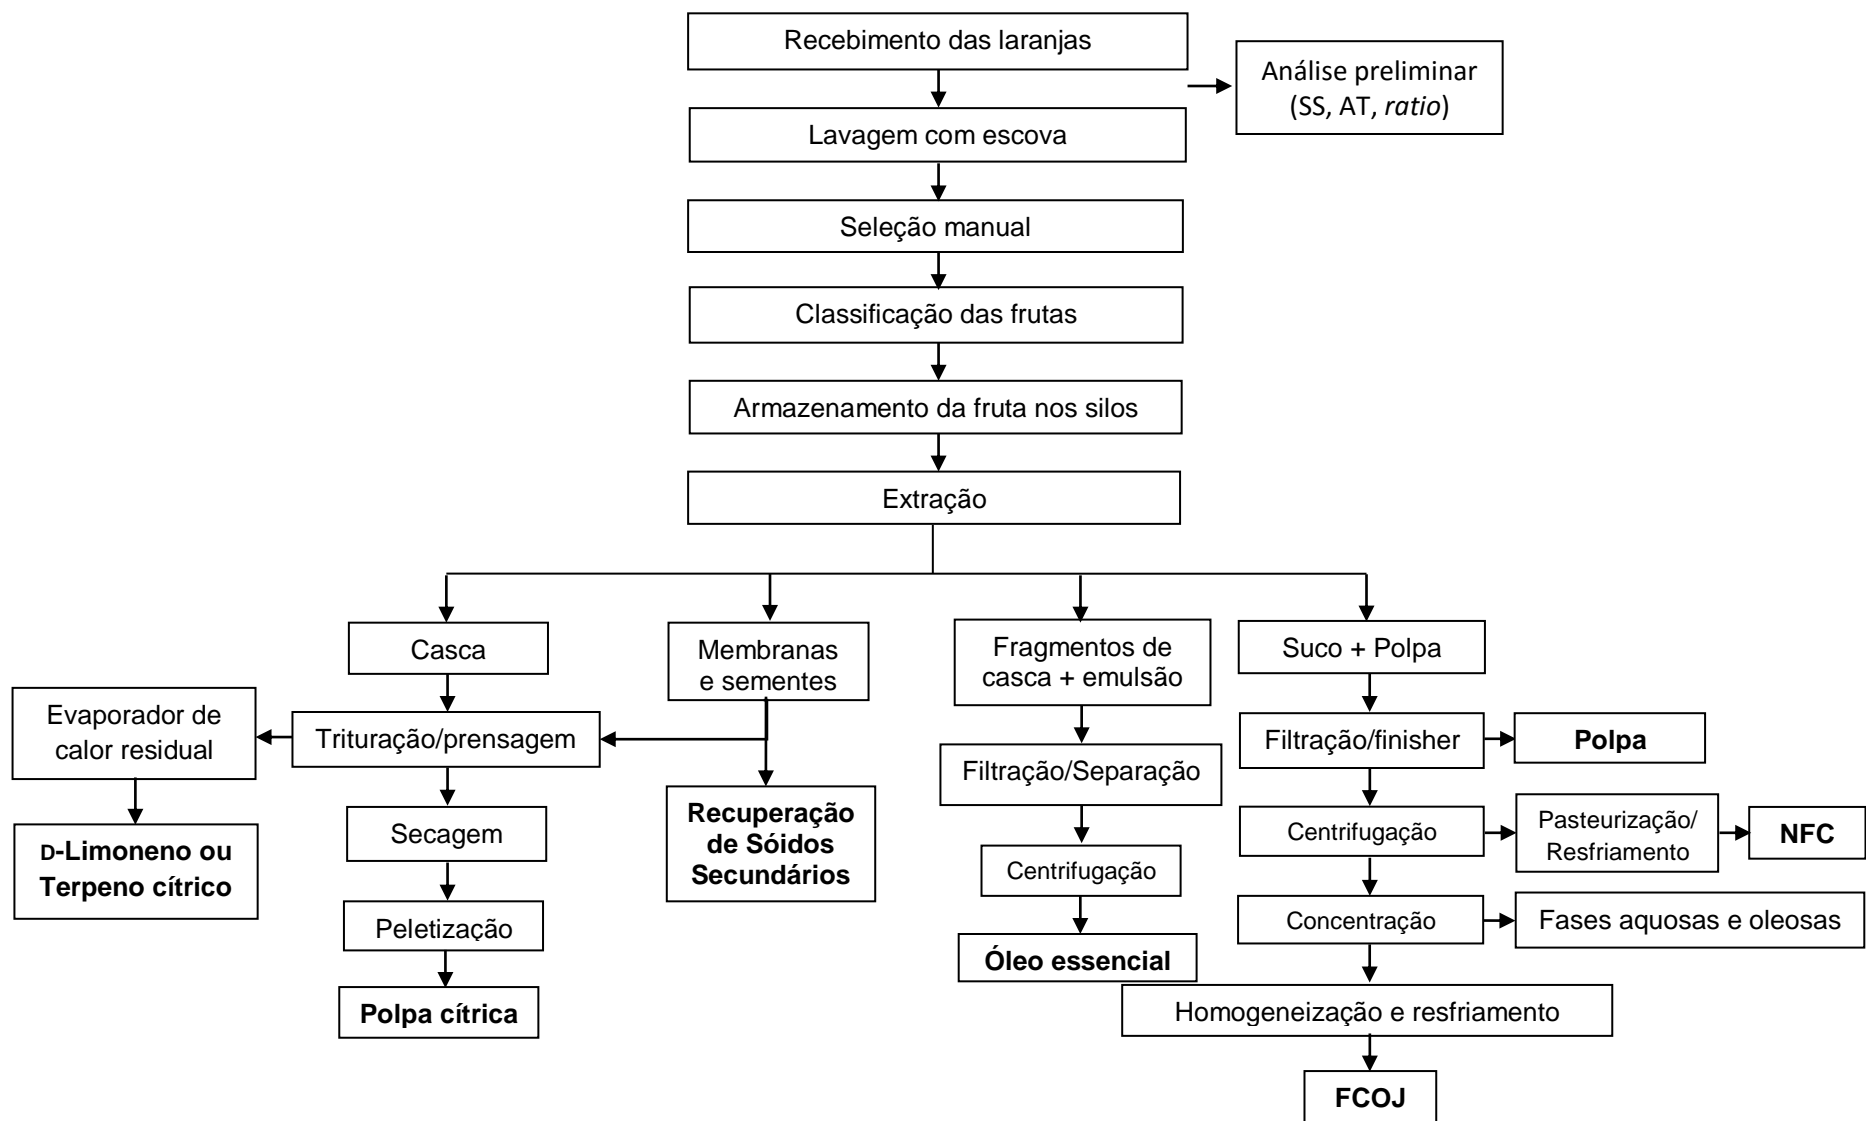 Recebimento das laranjas
Análise preliminar
(SS, AT, ratio)
Lavagem com escova
Seleção manual
Classificação das frutas
Armazenamento da fruta nos silos
Extração
Casca
Membranas
e sementes
Fragmentos de
casca + emulsão
Suco + Polpa
Evaporador de
calor residual
Trituração/prensagem
Filtração/Separação
Filtração/finisher
Polpa
D-Limoneno ou
Terpeno cítrico
Secagem
Recuperação
de Sóidos
Secundários
Centrifugação
Centrifugação
Pasteurização/
Resfriamento
NFC
Peletização
Óleo essencial
Concentração
Fases aquosas e oleosas
Polpa cítrica
Homogeneização e resfriamento
FCOJ